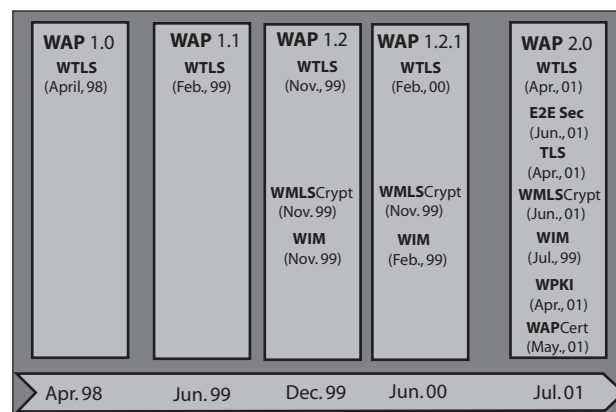 WAP 1.0
WTLS
(April, 98)
WAP 1.1
WTLS
(Feb., 99)
WAP 1.2
WTLS
(Nov., 99)
WMLSCrypt
(Nov. 99)
WIM
(Nov. 99)
WAP 1.2.1
WTLS
(Feb., 00)
WMLSCrypt
(Nov. 99)
WIM
(Feb., 99)
WAP 2.0
WTLS
(Apr., 01)
E2E Sec
(Jun., 01)
TLS
(Apr., 01)
WMLSCrypt
(Jun., 01)
WIM
(Jul., 99)
WPKI
(Apr., 01)
WAPCert
(May., 01)
Apr. 98
Jun. 99
Dec. 99
Jun. 00
Jul. 01